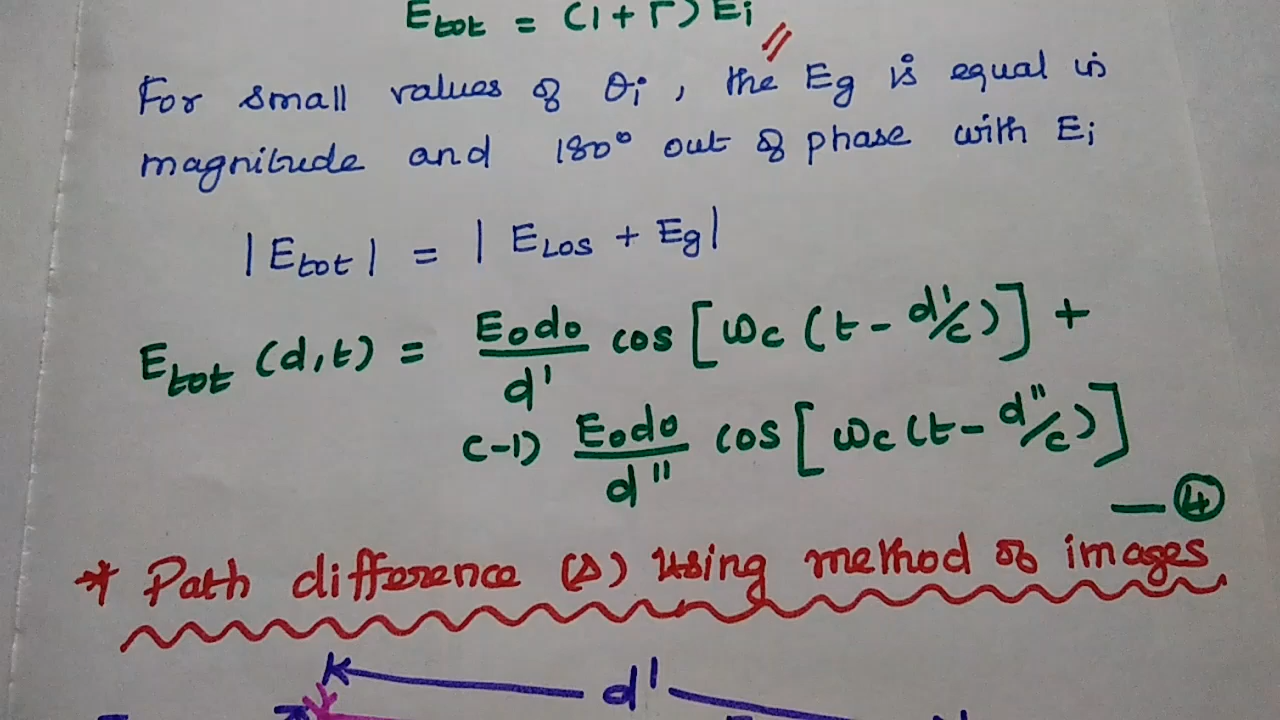 Etot = (1 + Γ) Ei
For small values of θi, the Eg is equal in
magnitude and 180° out of phase with Ei
|Etot| = | ELOS + Eg|
Etot (d,t) = E0d0/d' cos [ωc (t - d'/c)] +
(-1) E0d0/d'' cos [ωc (t - d''/c)]
— ④
* Path difference (Δ) using method of images
d'